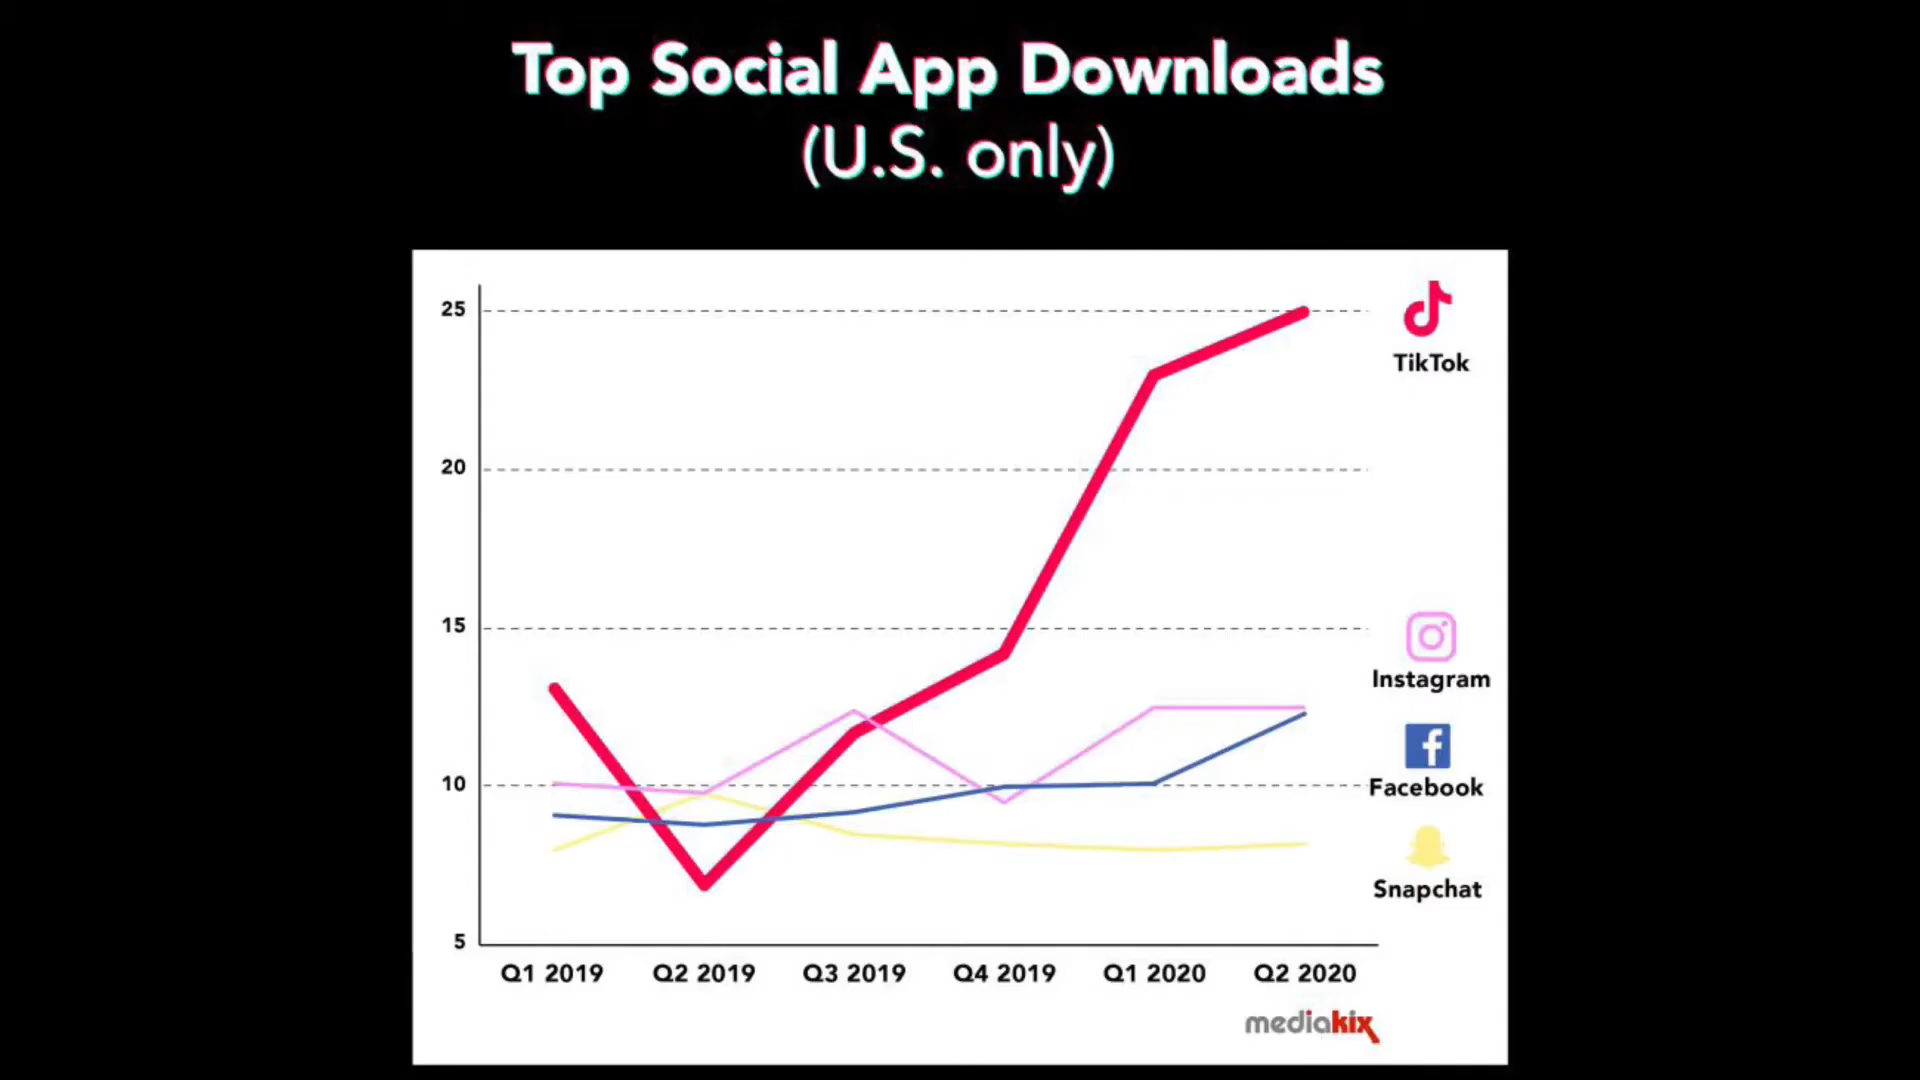 Top Social App Downloads
(U.S. only)
25
TikTok
20
15
Instagram
10
Facebook
Snapchat
5
Q1 2019 Q2 2019 Q3 2019 Q4 2019 Q1 2020 Q2 2020
mediakix